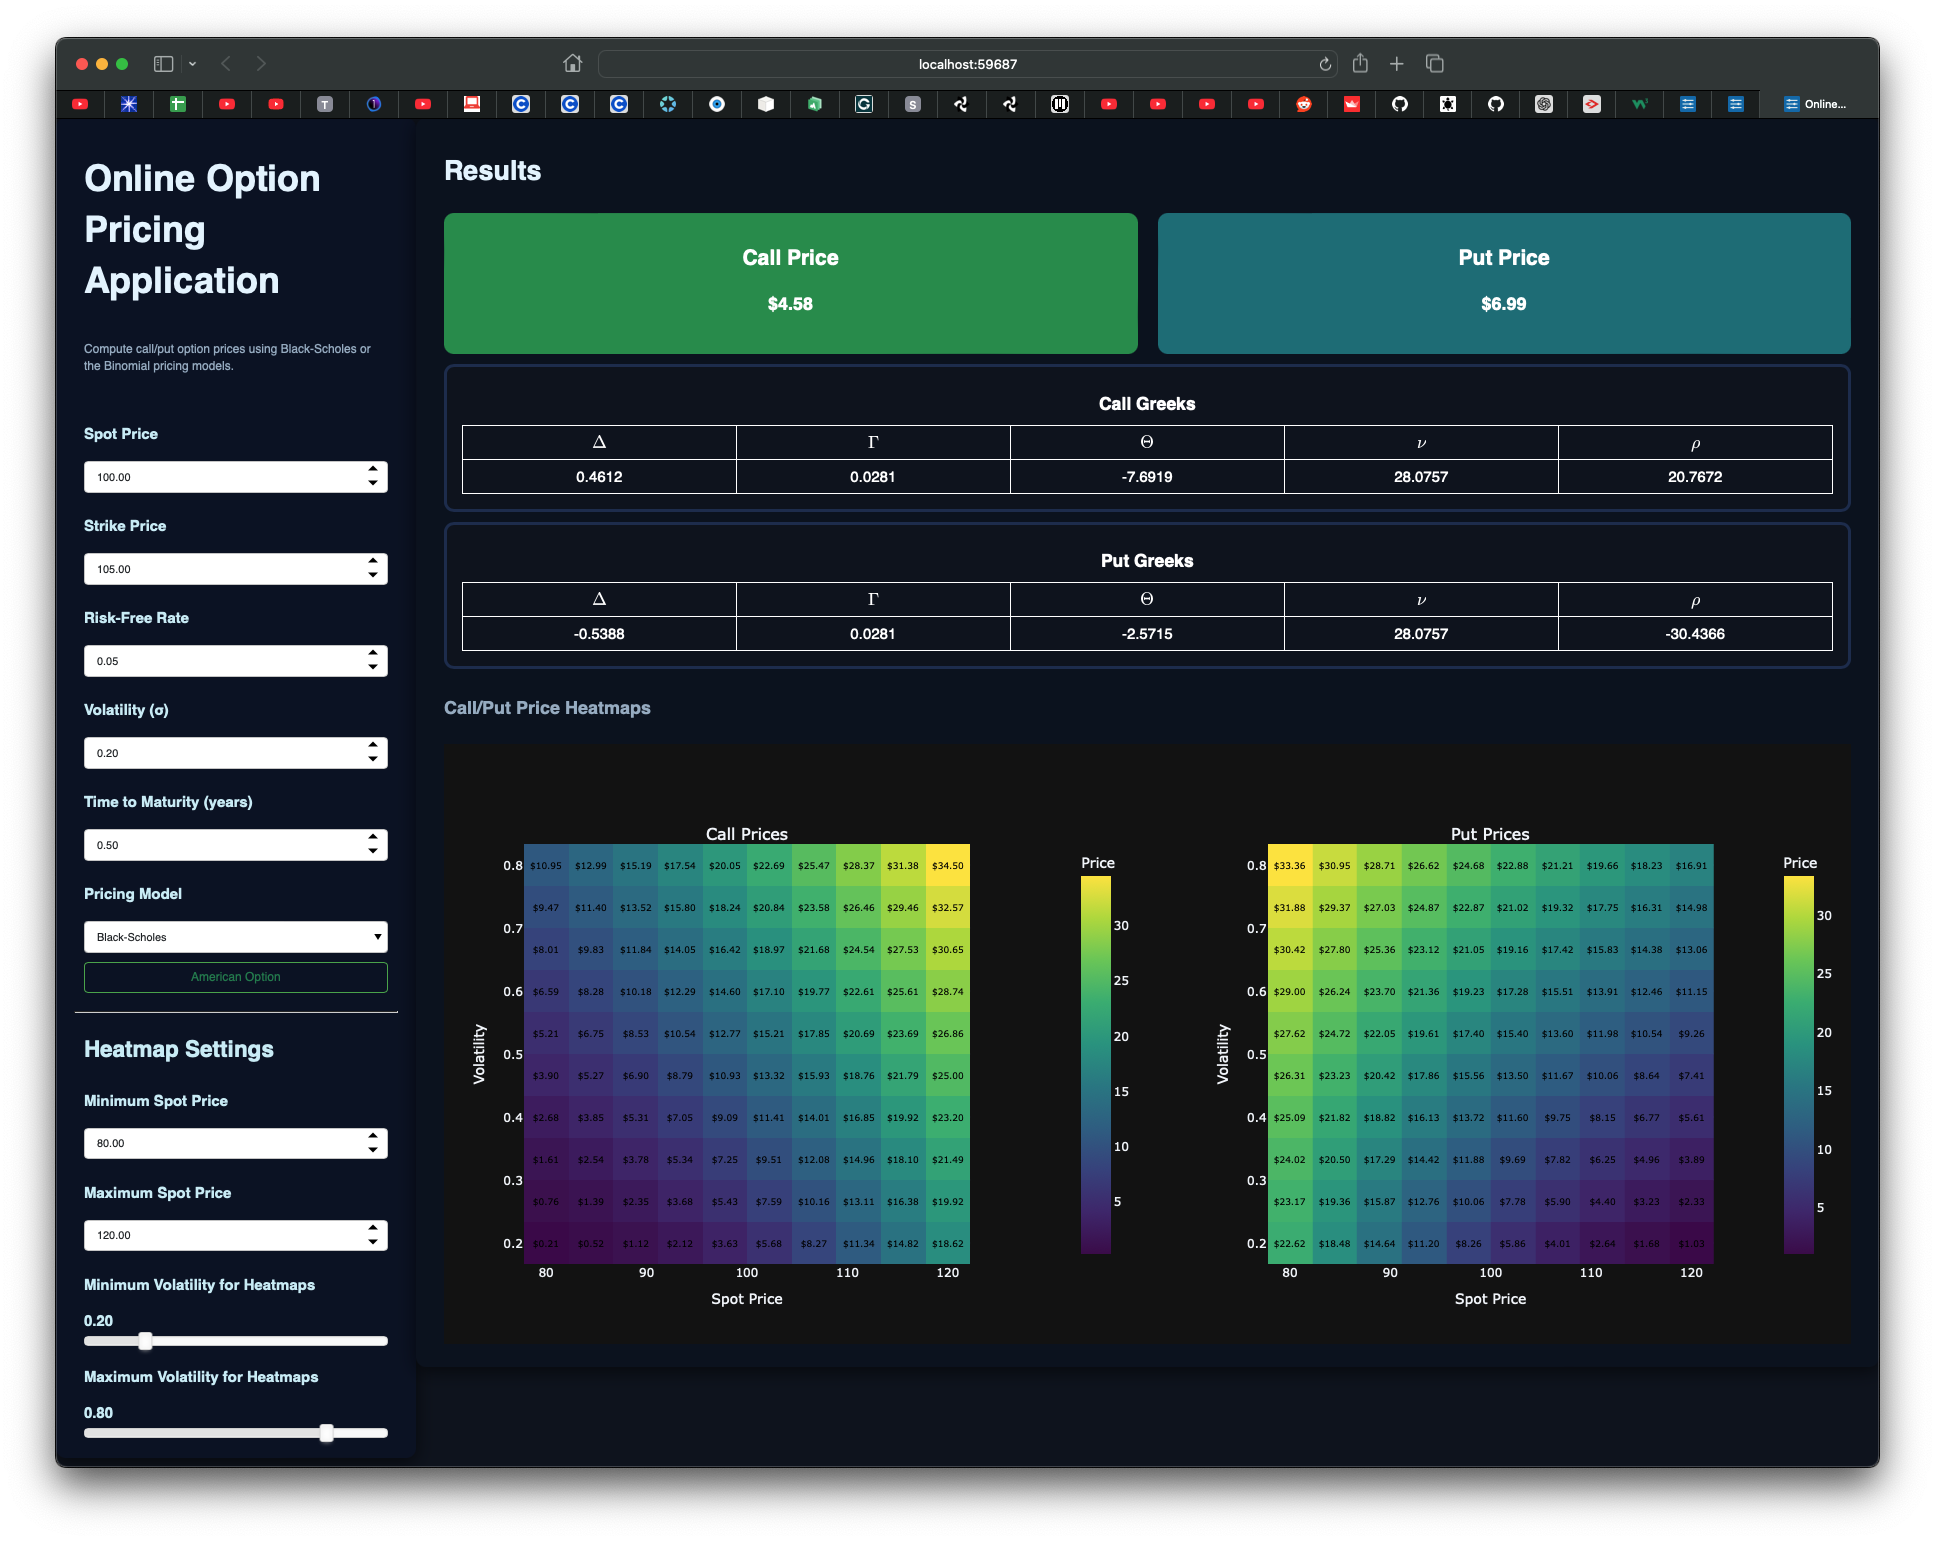 localhost:59687
Online...
Online Option
Pricing
Application
Compute call/put option prices using Black-Scholes or
the Binomial pricing models.
Spot Price
100.00
Strike Price
105.00
Risk-Free Rate
0.05
Volatility (σ)
0.20
Time to Maturity (years)
0.50
Pricing Model
Black-Scholes
American Option
Heatmap Settings
Minimum Spot Price
80.00
Maximum Spot Price
120.00
Minimum Volatility for Heatmaps
0.20
Maximum Volatility for Heatmaps
0.80
Results
Call Price
$4.58
Put Price
$6.99
Call Greeks
Δ Γ Θ ν ρ
0.4612 0.0281 -7.6919 28.0757 20.7672
Put Greeks
Δ Γ Θ ν ρ
-0.5388 0.0281 -2.5715 28.0757 -30.4366
Call/Put Price Heatmaps
Call Prices
0.8 $10.95 $12.99 $15.19 $17.54 $20.05 $22.69 $25.47 $28.37 $31.38 $34.50
$9.47 $11.40 $13.52 $15.80 $18.24 $20.84 $23.58 $26.46 $29.46 $32.57
0.7
$8.01 $9.83 $11.84 $14.05 $16.42 $18.97 $21.68 $24.54 $27.53 $30.65
0.6 $6.59 $8.28 $10.18 $12.29 $14.60 $17.10 $19.77 $22.61 $25.61 $28.74
$5.21 $6.75 $8.53 $10.54 $12.77 $15.21 $17.85 $20.69 $23.69 $26.86
0.5
$3.90 $5.27 $6.90 $8.79 $10.93 $13.32 $15.93 $18.76 $21.79 $25.00
0.4 $2.68 $3.85 $5.31 $7.05 $9.09 $11.41 $14.01 $16.85 $19.92 $23.20
$1.61 $2.54 $3.78 $5.34 $7.25 $9.51 $12.08 $14.96 $18.10 $21.49
0.3
$0.76 $1.39 $2.35 $3.68 $5.43 $7.59 $10.16 $13.11 $16.38 $19.92
0.2 $0.21 $0.52 $1.12 $2.12 $3.63 $5.68 $8.27 $11.34 $14.82 $18.62
80 90 100 110 120
Spot Price
Volatility
Price
30
25
20
15
10
5
Put Prices
0.8 $33.36 $30.95 $28.71 $26.62 $24.68 $22.88 $21.21 $19.66 $18.23 $16.91
$31.88 $29.37 $27.03 $24.87 $22.87 $21.02 $19.32 $17.75 $16.31 $14.98
0.7
$30.42 $27.80 $25.36 $23.12 $21.05 $19.16 $17.42 $15.83 $14.38 $13.06
0.6 $29.00 $26.24 $23.70 $21.36 $19.23 $17.28 $15.51 $13.91 $12.46 $11.15
$27.62 $24.72 $22.05 $19.61 $17.40 $15.40 $13.60 $11.98 $10.54 $9.26
0.5
$26.31 $23.23 $20.42 $17.86 $15.56 $13.50 $11.67 $10.06 $8.64 $7.41
0.4 $25.09 $21.82 $18.82 $16.13 $13.72 $11.60 $9.75 $8.15 $6.77 $5.61
$24.02 $20.50 $17.29 $14.42 $11.88 $9.69 $7.82 $6.25 $4.96 $3.89
0.3
$23.17 $19.36 $15.87 $12.76 $10.06 $7.78 $5.90 $4.40 $3.23 $2.33
0.2 $22.62 $18.48 $14.64 $11.20 $8.26 $5.86 $4.01 $2.64 $1.68 $1.03
80 90 100 110 120
Spot Price
Volatility
Price
30
25
20
15
10
5